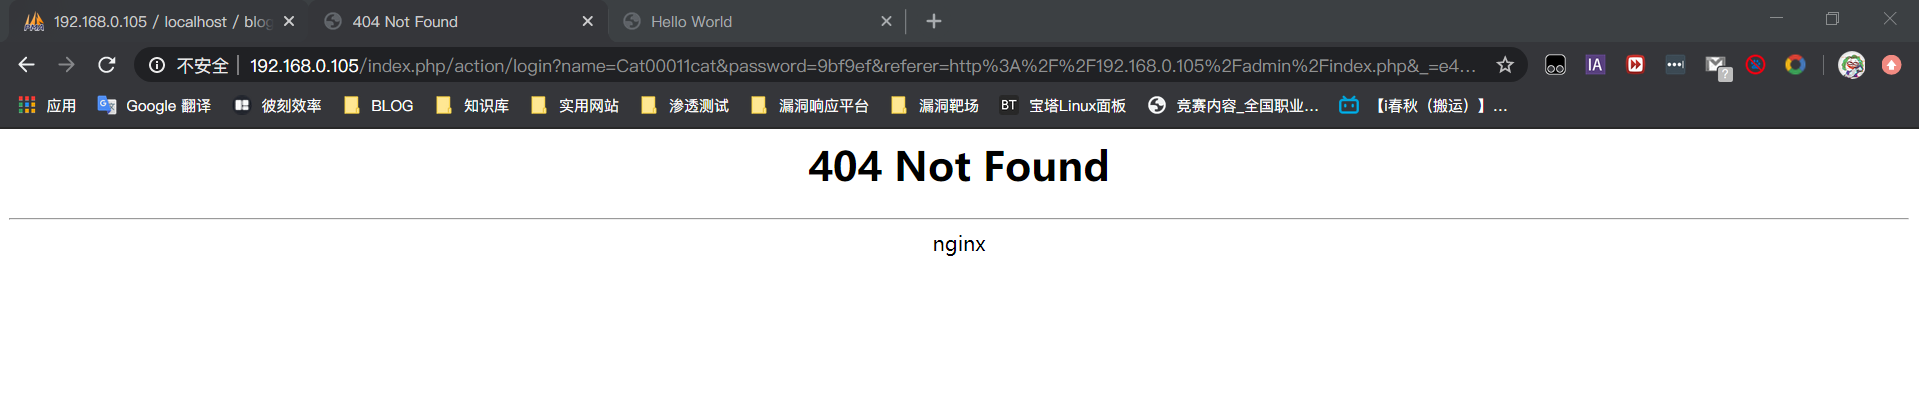 192.168.0.105 / localhost / blog
404 Not Found
Hello World
不安全 192.168.0.105/index.php/action/login?name=Cat00011cat&password=9bf9ef&referer=http%3A%2F%2F192.168.0.105%2Fadmin%2Findex.php&_=e4...
IA
?
应用 Google 翻译 彼刻效率 BLOG 知识库 实用网站 渗透测试 漏洞响应平台 漏洞靶场 BT 宝塔Linux面板 竞赛内容_全国职业... 【i春秋（搬运）】...
404 Not Found
nginx